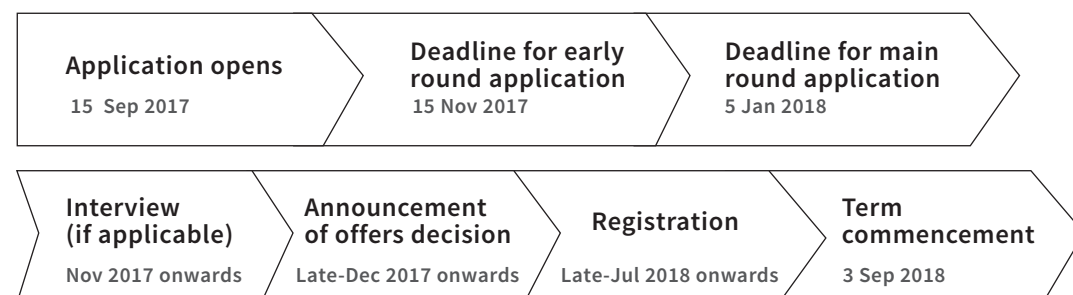 Application opens
15 Sep 2017
Deadline for early
round application
15 Nov 2017
Deadline for main
round application
5 Jan 2018
Interview
(if applicable)
Nov 2017 onwards
Announcement
of offers decision
Late-Dec 2017 onwards
Registration
Late-Jul 2018 onwards
Term
commencement
3 Sep 2018